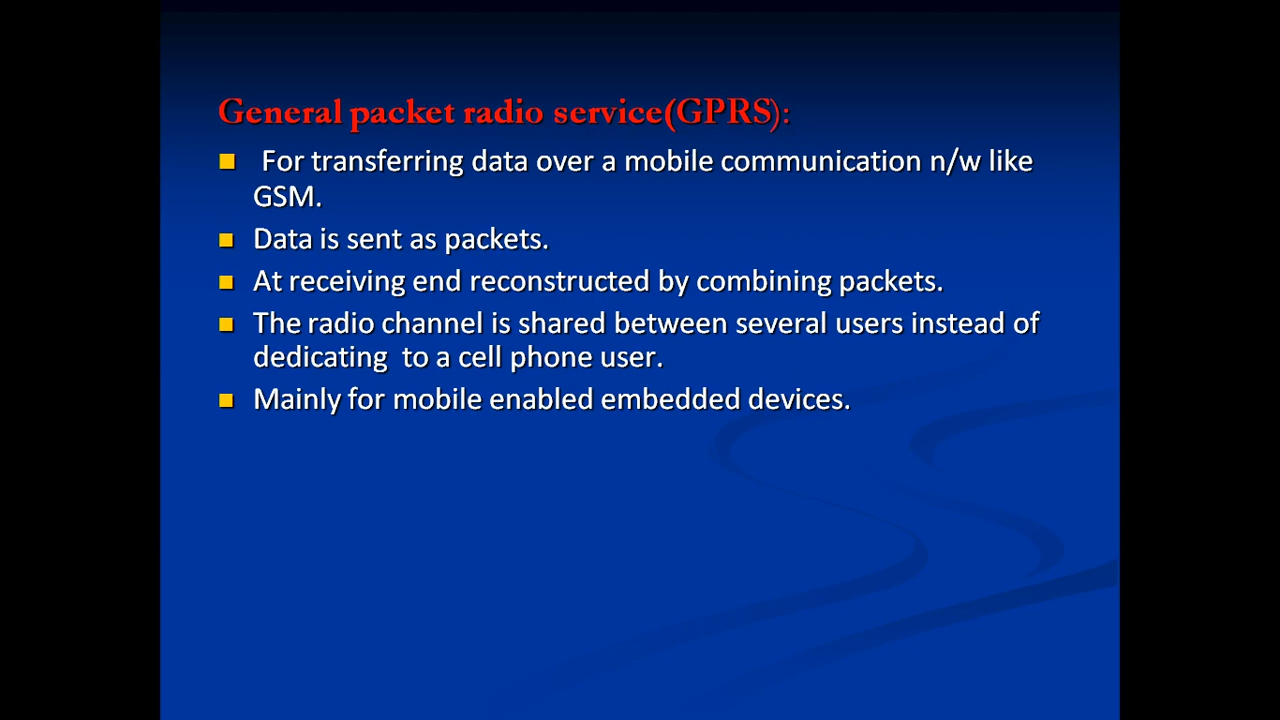 General packet radio service(GPRS):
For transferring data over a mobile communication n/w like
GSM.
Data is sent as packets.
At receiving end reconstructed by combining packets.
The radio channel is shared between several users instead of
dedicating to a cell phone user.
Mainly for mobile enabled embedded devices.